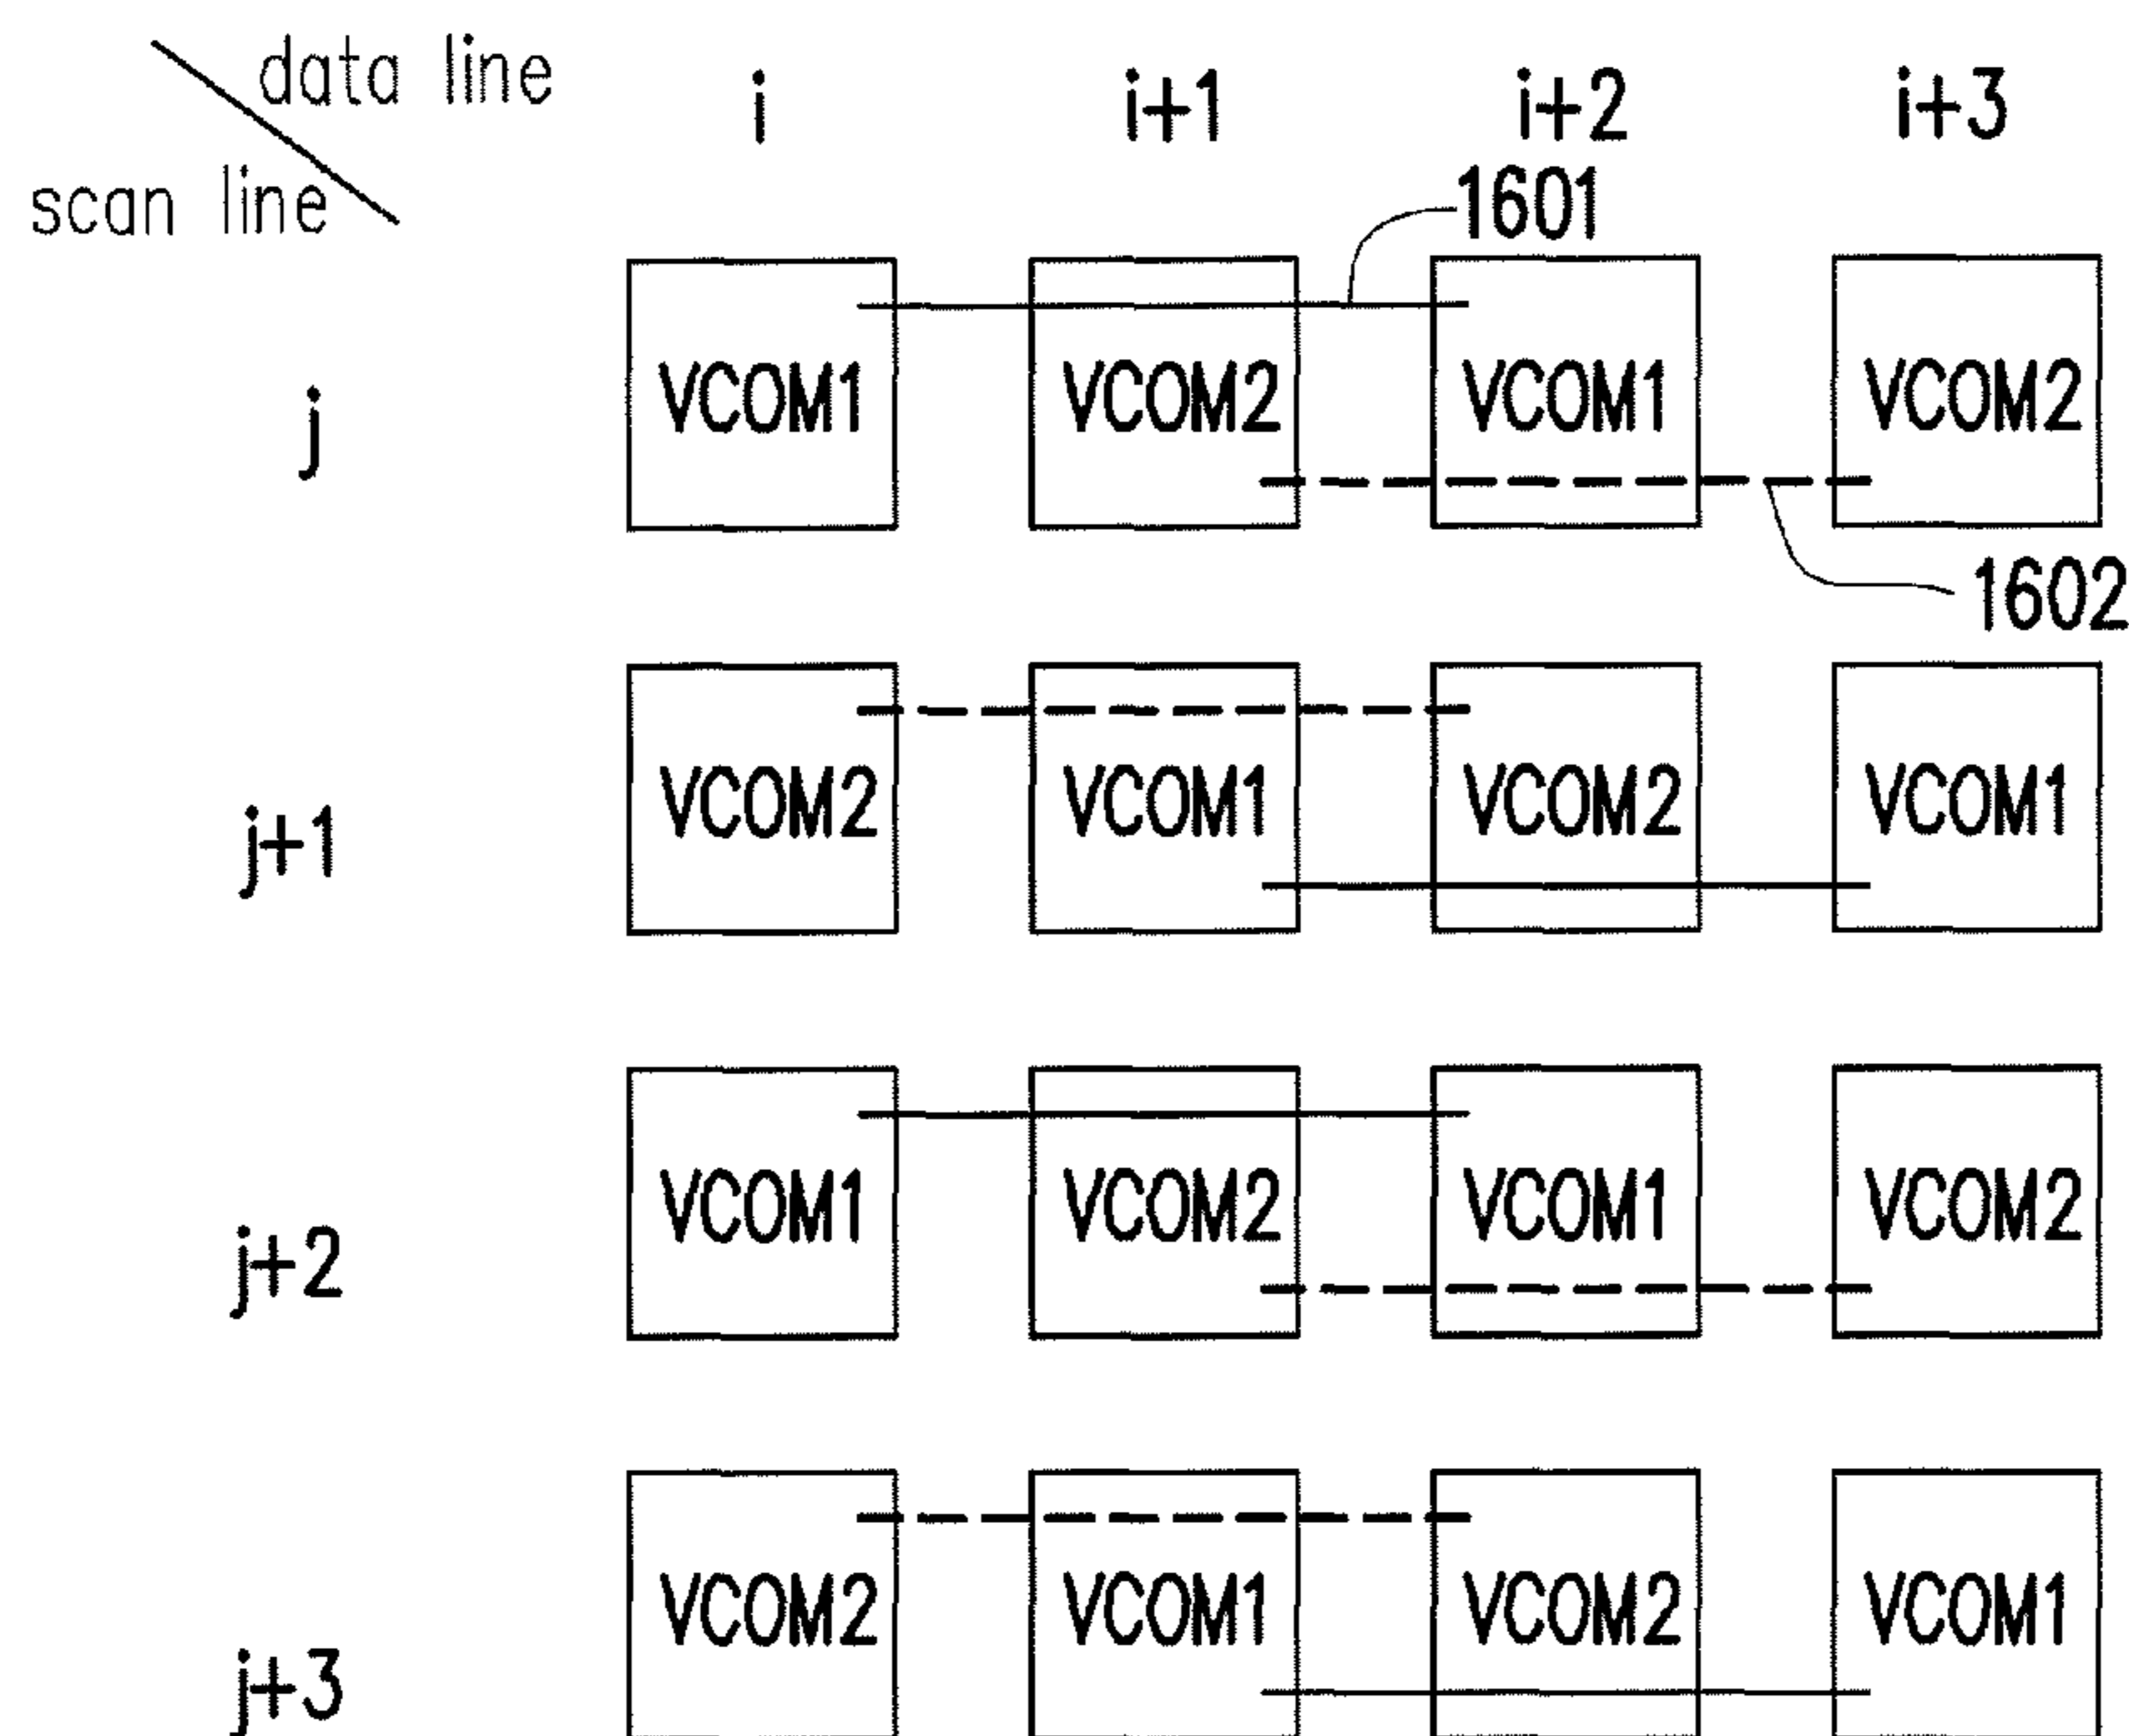 data line
scan line
i i+1 i+2 i+3
1601
j VCOM1 VCOM2 VCOM1 VCOM2
1602
j+1 VCOM2 VCOM1 VCOM2 VCOM1
j+2 VCOM1 VCOM2 VCOM1 VCOM2
j+3 VCOM2 VCOM1 VCOM2 VCOM1